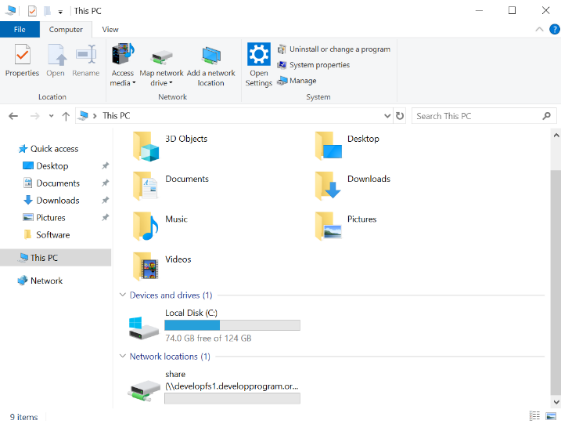 This PC
File
Computer
View
Properties
Open
Rename
Access media
Map network drive
Add a network location
Open Settings
Uninstall or change a program
System properties
Manage
Location
Network
System
This PC
Search This PC
Quick access
Desktop
Documents
Downloads
Pictures
Software
This PC
Network
3D Objects
Desktop
Documents
Downloads
Music
Pictures
Videos
Devices and drives (1)
Local Disk (C:)
74.0 GB free of 124 GB
Network locations (1)
share
(\\developfs1.developprogram.or...
9 items